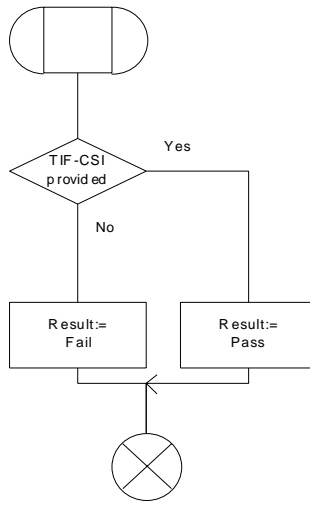 TIF-CSI
provided
Yes
No
Result:=
Fail
Result:=
Pass